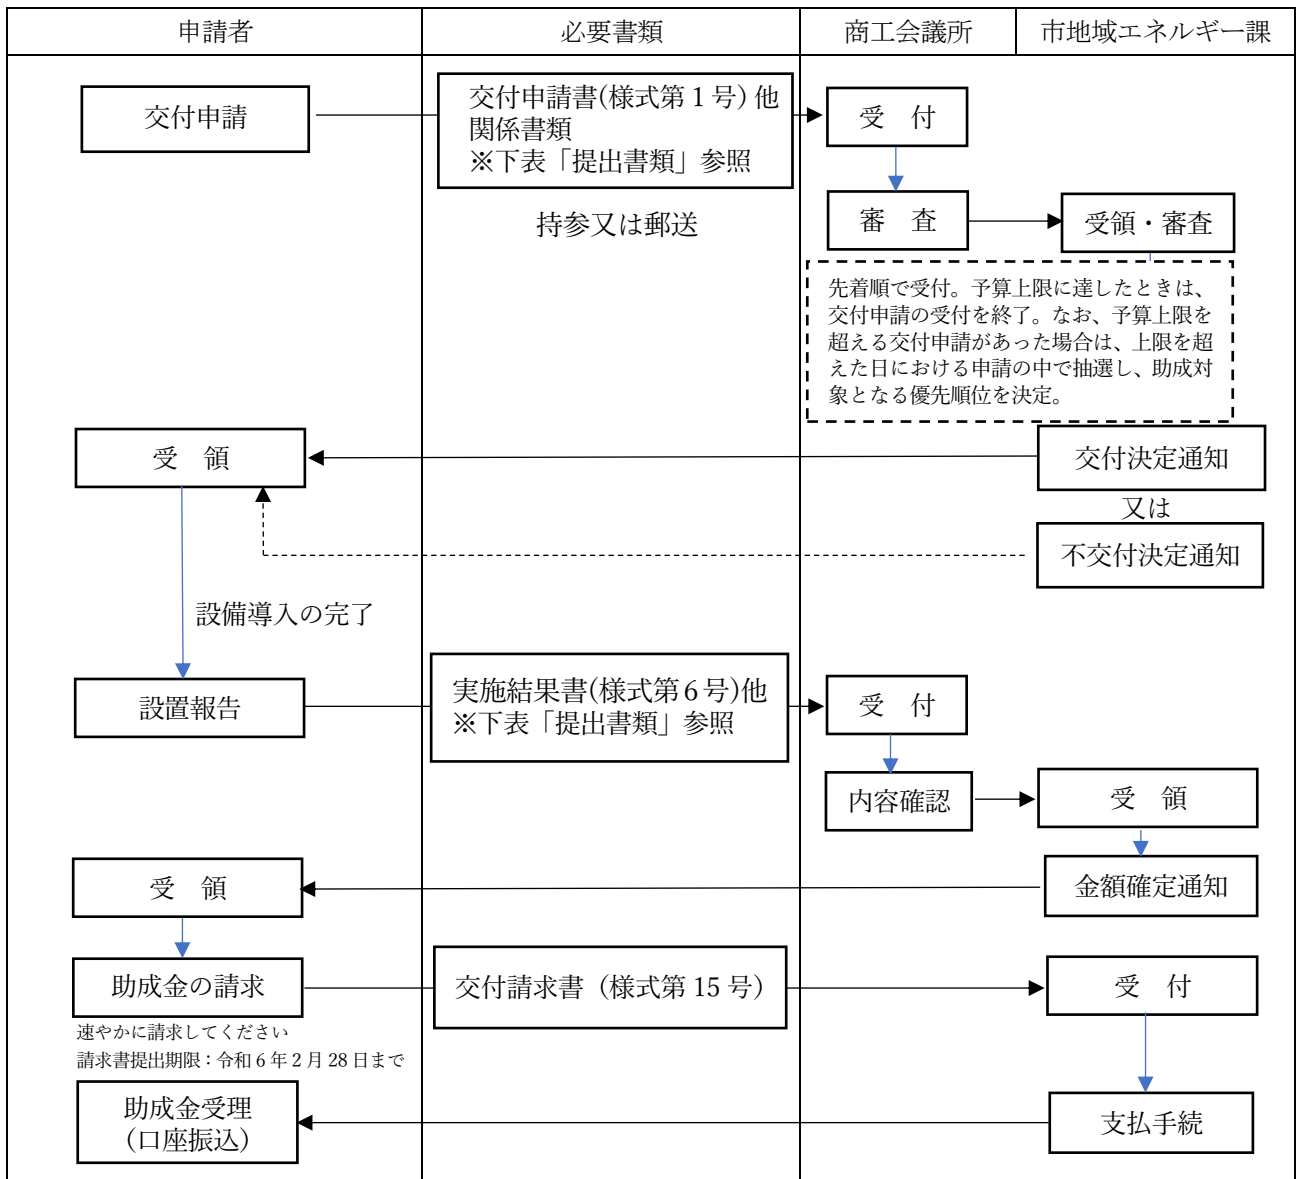 申請者
必要書類
商工会議所
市地域エネルギー課
交付申請
交付申請書(様式第１号) 他
関係書類
※下表「提出書類」参照
受　付
持参又は郵送
審　査
受領・審査
先着順で受付。予算上限に達したときは、
交付申請の受付を終了。なお、予算上限を
超える交付申請があった場合は、上限を超
えた日における申請の中で抽選し、助成対
象となる優先順位を決定。
受　領
交付決定通知
又は
不交付決定通知
設備導入の完了
設置報告
実施結果書(様式第６号)他
※下表「提出書類」参照
受　付
内容確認
受　領
受　領
金額確定通知
助成金の請求
交付請求書（様式第 15 号）
受　付
速やかに請求してください
請求書提出期限：令和６年２月 28 日まで
助成金受理
（口座振込）
支払手続